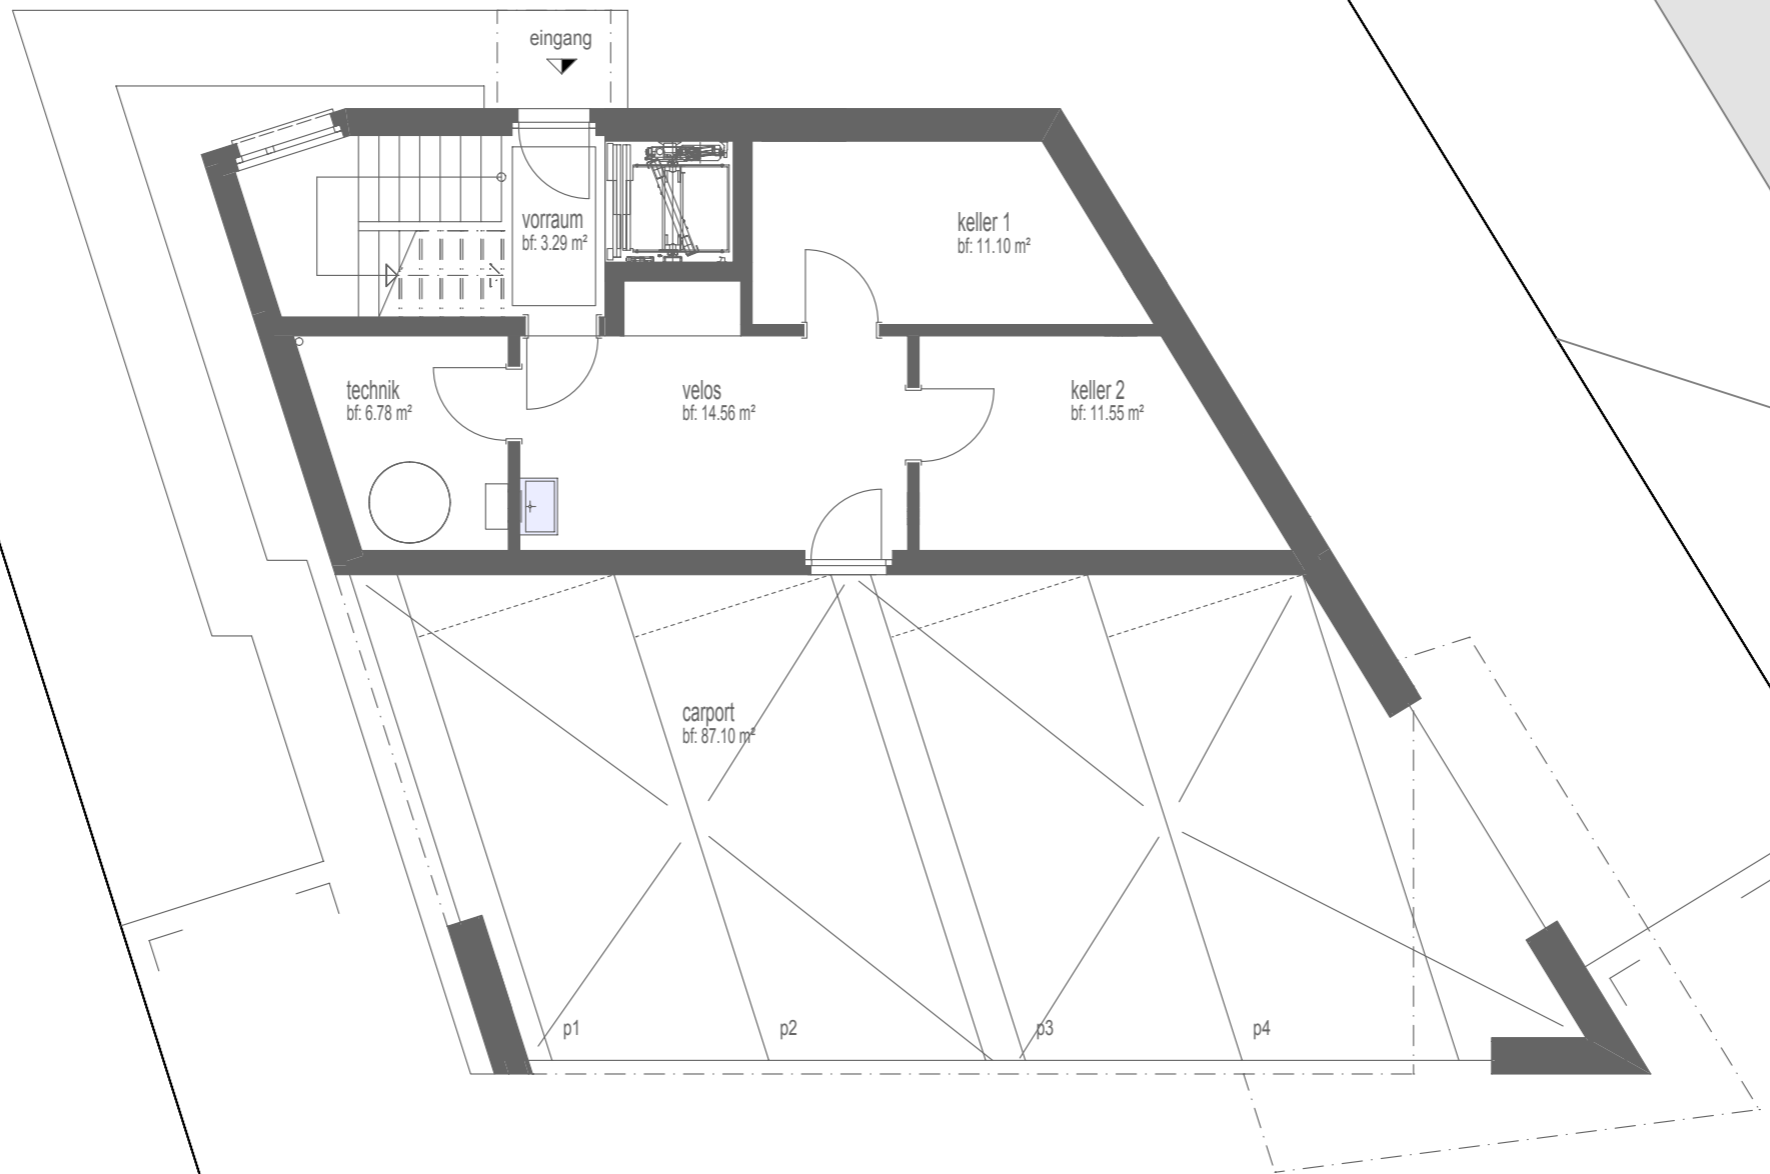 eingang
vorraum
bf: 3.29 m²
keller 1
bf: 11.10 m²
technik
bf: 6.78 m²
velos
bf: 14.56 m²
keller 2
bf: 11.55 m²
carport
bf: 87.10 m²
p1
p2
p3
p4